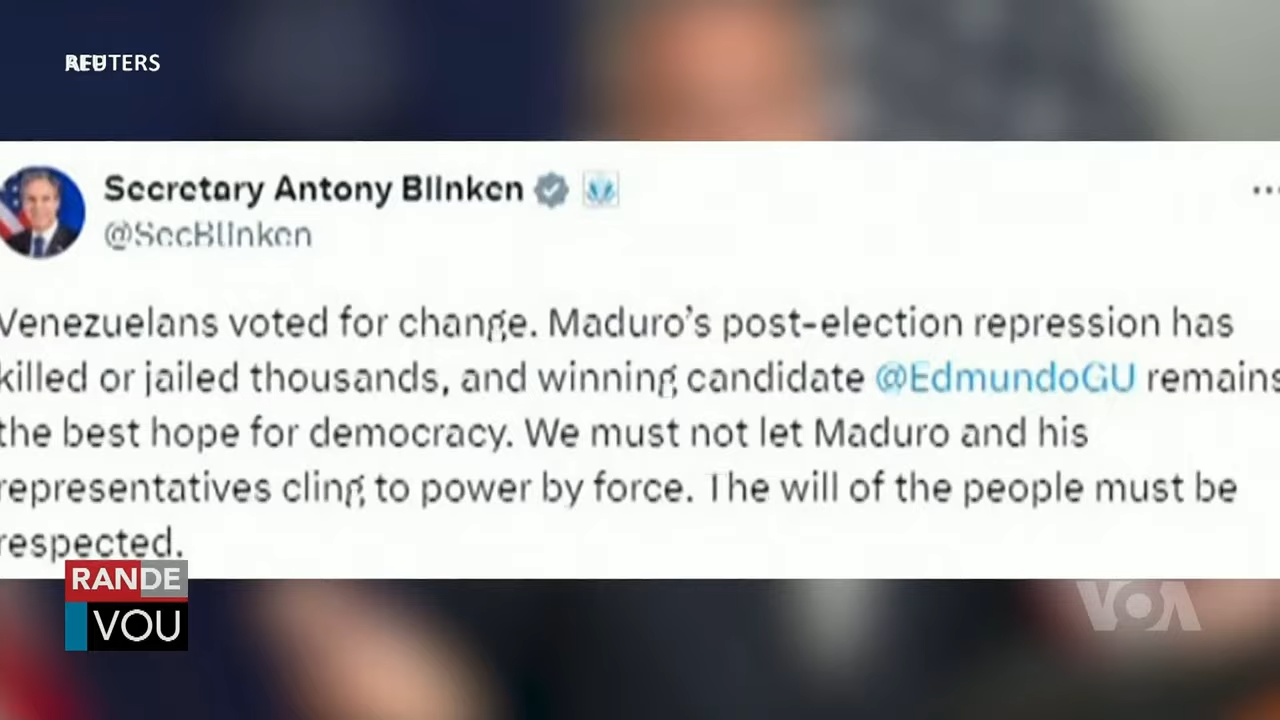 REUTERS
Secretary Antony Blinken
@SecBlinken
Venezuelans voted for change. Maduro's post-election repression has
killed or jailed thousands, and winning candidate @EdmundoGU remains
the best hope for democracy. We must not let Maduro and his
representatives cling to power by force. The will of the people must be
respected.
RANDE
VOU
VOA